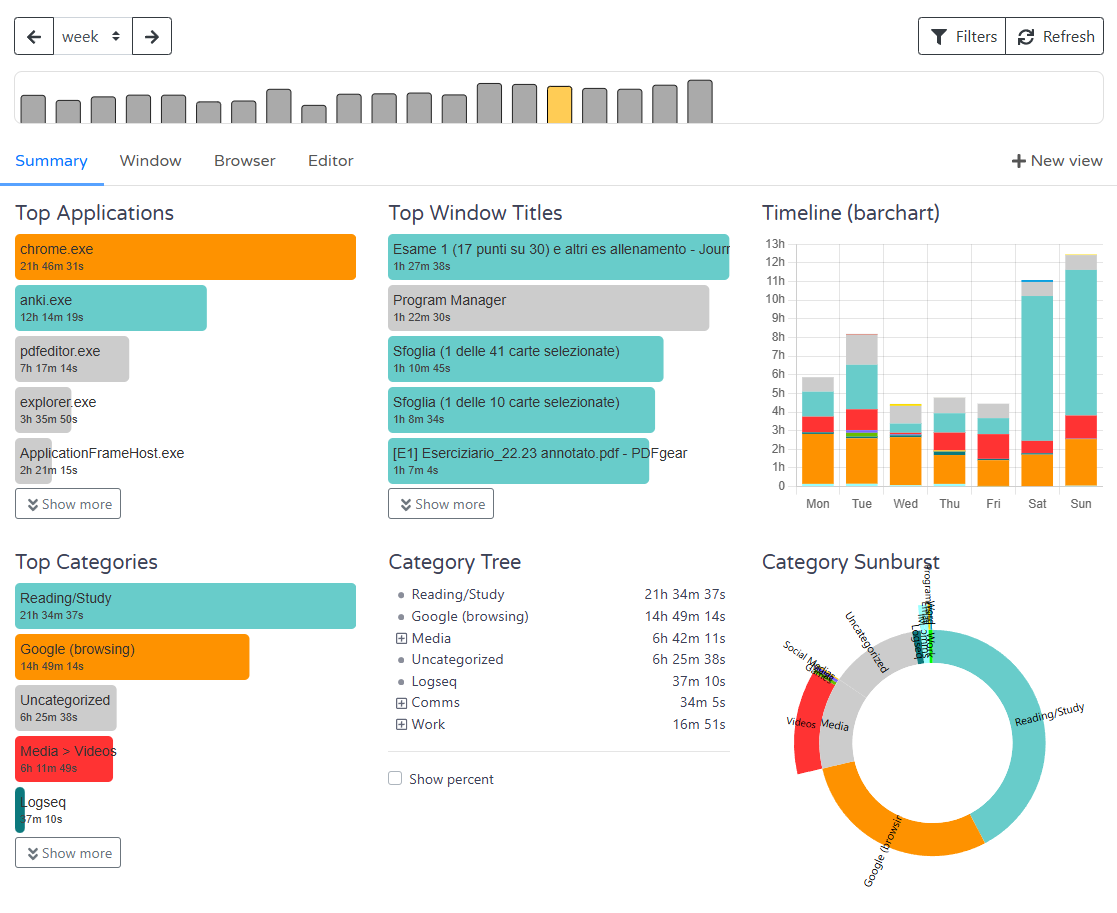 week
Filters
Refresh
Summary
Window
Browser
Editor
New view
Top Applications
chrome.exe
21h 46m 31s
anki.exe
12h 14m 19s
pdfeditor.exe
7h 17m 14s
explorer.exe
3h 35m 50s
ApplicationFrameHost.exe
2h 21m 15s
Show more
Top Window Titles
Esame 1 (17 punti su 30) e altri es allenamento - Journ
1h 27m 38s
Program Manager
1h 22m 30s
Sfoglia (1 delle 41 carte selezionate)
1h 10m 45s
Sfoglia (1 delle 10 carte selezionate)
1h 8m 34s
[E1] Eserciziario_22.23 annotato.pdf - PDFgear
1h 7m 4s
Show more
Timeline (barchart)
13h
12h
11h
10h
9h
8h
7h
6h
5h
4h
3h
2h
1h
0
Mon
Tue
Wed
Thu
Fri
Sat
Sun
Top Categories
Reading/Study
21h 34m 37s
Google (browsing)
14h 49m 14s
Uncategorized
6h 25m 38s
Media > Videos
6h 11m 49s
Logseq
37m 10s
Show more
Category Tree
Reading/Study 21h 34m 37s
Google (browsing) 14h 49m 14s
Media 6h 42m 11s
Uncategorized 6h 25m 38s
Logseq 37m 10s
Comms 34m 5s
Work 16m 51s
Show percent
Category Sunburst
Reading/Study
Google (browsin
Media
Videos
Social Media
Uncategorized
Logseq
Work